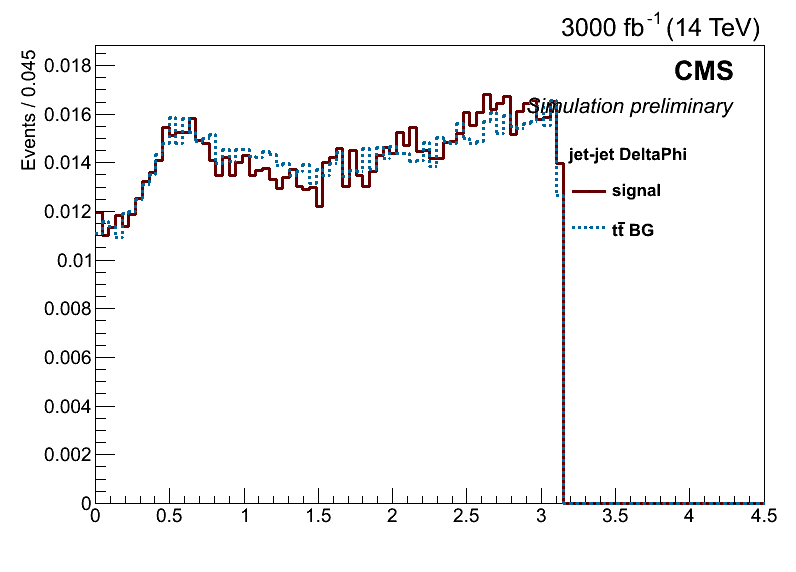 3000 fb-1 (14 TeV)
CMS
Simulation preliminary
Events / 0.045
0.018
0.016
0.014
0.012
0.01
0.008
0.006
0.004
0.002
0
jet-jet DeltaPhi
signal
tt̄ BG
0 0.5 1 1.5 2 2.5 3 3.5 4 4.5